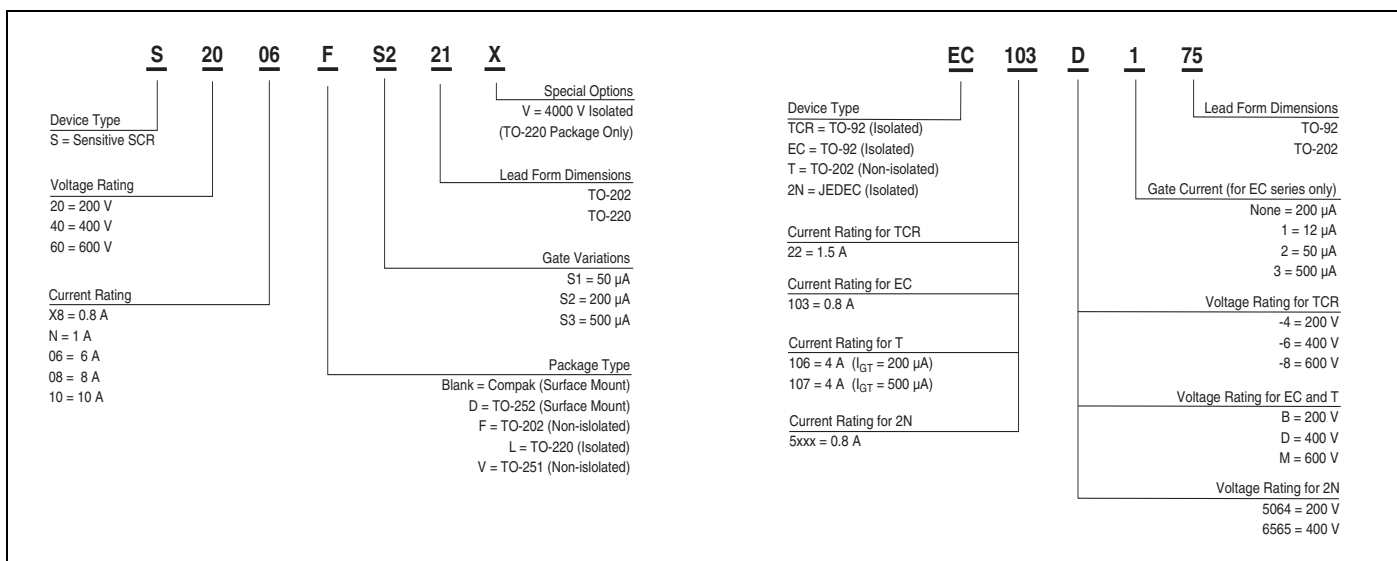 S 20 06 F S2 21 X
Device Type
S = Sensitive SCR
Voltage Rating
20 = 200 V
40 = 400 V
60 = 600 V
Current Rating
X8 = 0.8 A
N = 1 A
06 = 6 A
08 = 8 A
10 = 10 A
Special Options
V = 4000 V Isolated
(TO-220 Package Only)
Lead Form Dimensions
TO-202
TO-220
Gate Variations
S1 = 50 µA
S2 = 200 µA
S3 = 500 µA
Package Type
Blank = Compak (Surface Mount)
D = TO-252 (Surface Mount)
F = TO-202 (Non-islolated)
L = TO-220 (Isolated)
V = TO-251 (Non-islolated)
EC 103 D 1 75
Device Type
TCR = TO-92 (Isolated)
EC = TO-92 (Isolated)
T = TO-202 (Non-isolated)
2N = JEDEC (Isolated)
Current Rating for TCR
22 = 1.5 A
Current Rating for EC
103 = 0.8 A
Current Rating for T
106 = 4 A (IGT = 200 µA)
107 = 4 A (IGT = 500 µA)
Current Rating for 2N
5xxx = 0.8 A
Lead Form Dimensions
TO-92
TO-202
Gate Current (for EC series only)
None = 200 µA
1 = 12 µA
2 = 50 µA
3 = 500 µA
Voltage Rating for TCR
-4 = 200 V
-6 = 400 V
-8 = 600 V
Voltage Rating for EC and T
B = 200 V
D = 400 V
M = 600 V
Voltage Rating for 2N
5064 = 200 V
6565 = 400 V